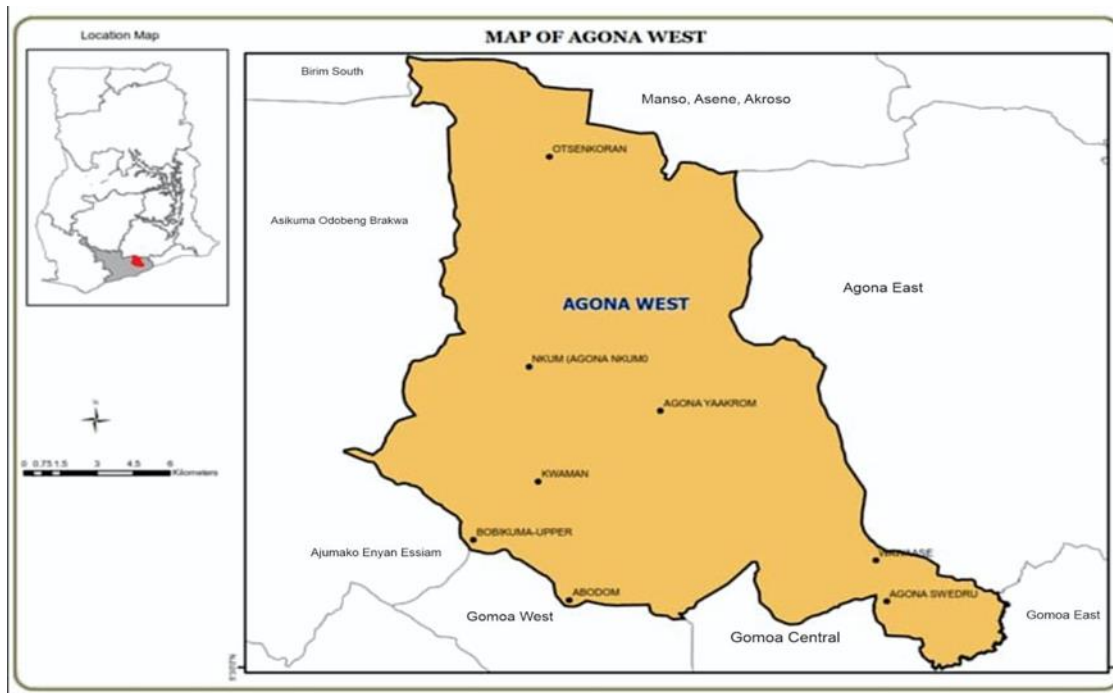 Location Map
MAP OF AGONA WEST
Birim South
Manso, Asene, Akroso
OTSENKORAN
Asikuma Odobeng Brakwa
Agona East
AGONA WEST
NKUM (AGONA NKUM)
AGONA YAAKROM
N
0 0.75 1.5 3 4.5 6
Kilometers
KWAMAN
BOBIKUMA-UPPER
Ajumako Enyan Essiam
ABODOM
AGONA SWEDRU
Gomoa West
Gomoa Central
Gomoa East